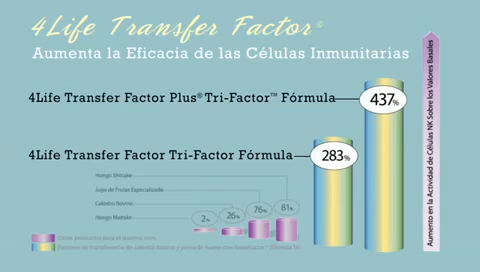 4Life Transfer Factor®
Aumenta la Eficacia de las Células Inmunitarias
4Life Transfer Factor Plus® Tri-Factor™ Fórmula
437%
4Life Transfer Factor Tri-Factor Fórmula
283%
Hongo Shiitake
Jugo de Frutas Especializado
Calostro Bovino
Hongo Maitake
2%
26%
76%
81%
Aumento en la Actividad de Células NK Sobre los Valores Basales